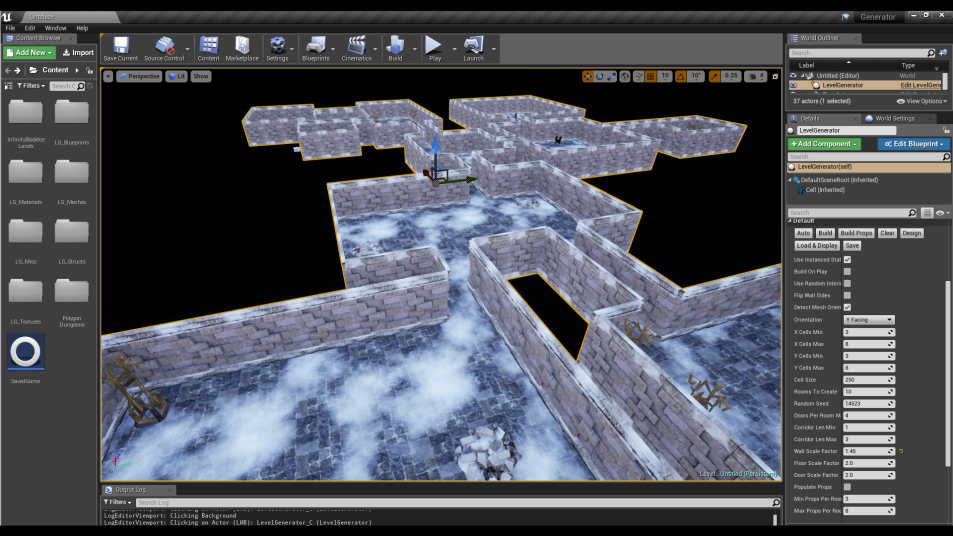 Untitled*
Generator
File Edit Window Help
Content Browser
Add New
Import
Content
Filters
Search C
InfinityBladeIce
Lands
LG_Blueprints
LG_Materials
LG_Meshes
LG_Misc
LG_Structs
LG_Textures
Polygon
Dungeons
SavedGame
Save Current
Source Control
Content
Marketplace
Settings
Blueprints
Cinematics
Build
Play
Launch
Perspective
Lit
Show
10
10°
0.25
4
Level: Untitled (Persistent)
Output Log
Filters
Search Log
LogEditorViewport: Clicking Background
LogEditorViewport: Clicking on Actor (LMB): LevelGenerator_C (LevelGenerator)
World Outliner
Search...
Label Type
Untitled (Editor) World
LevelGenerator Edit LevelGene
37 actors (1 selected) View Options
Details World Settings
LevelGenerator
+Add Component Edit Blueprint
Search
LevelGenerator(self)
DefaultSceneRoot (Inherited)
Cell (Inherited)
Search
Default
Auto Build Build Props Clear Design
Load & Display Save
Use Instanced Stat
Build On Play
Use Random Interio
Flip Wall Sides
Detect Mesh Orien
Orientation Y Facing
X Cells Min 3
X Cells Max 8
Y Cells Min 3
Y Cells Max 8
Cell Size 250
Rooms To Create 10
Random Seed 14523
Doors Per Room M 4
Corridor Len Min 1
Corridor Len Max 3
Wall Scale Factor 1.45
Floor Scale Factor 2.0
Door Scale Factor 2.0
Populate Props
Min Props Per Roo 3
Max Props Per Roc 8